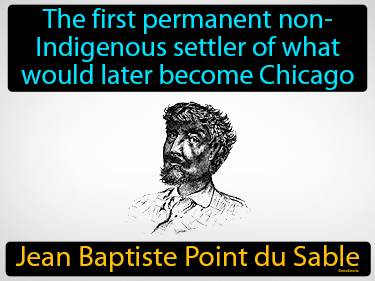 The first permanent non-
Indigenous settler of what
would later become Chicago
Jean Baptiste Point du Sable